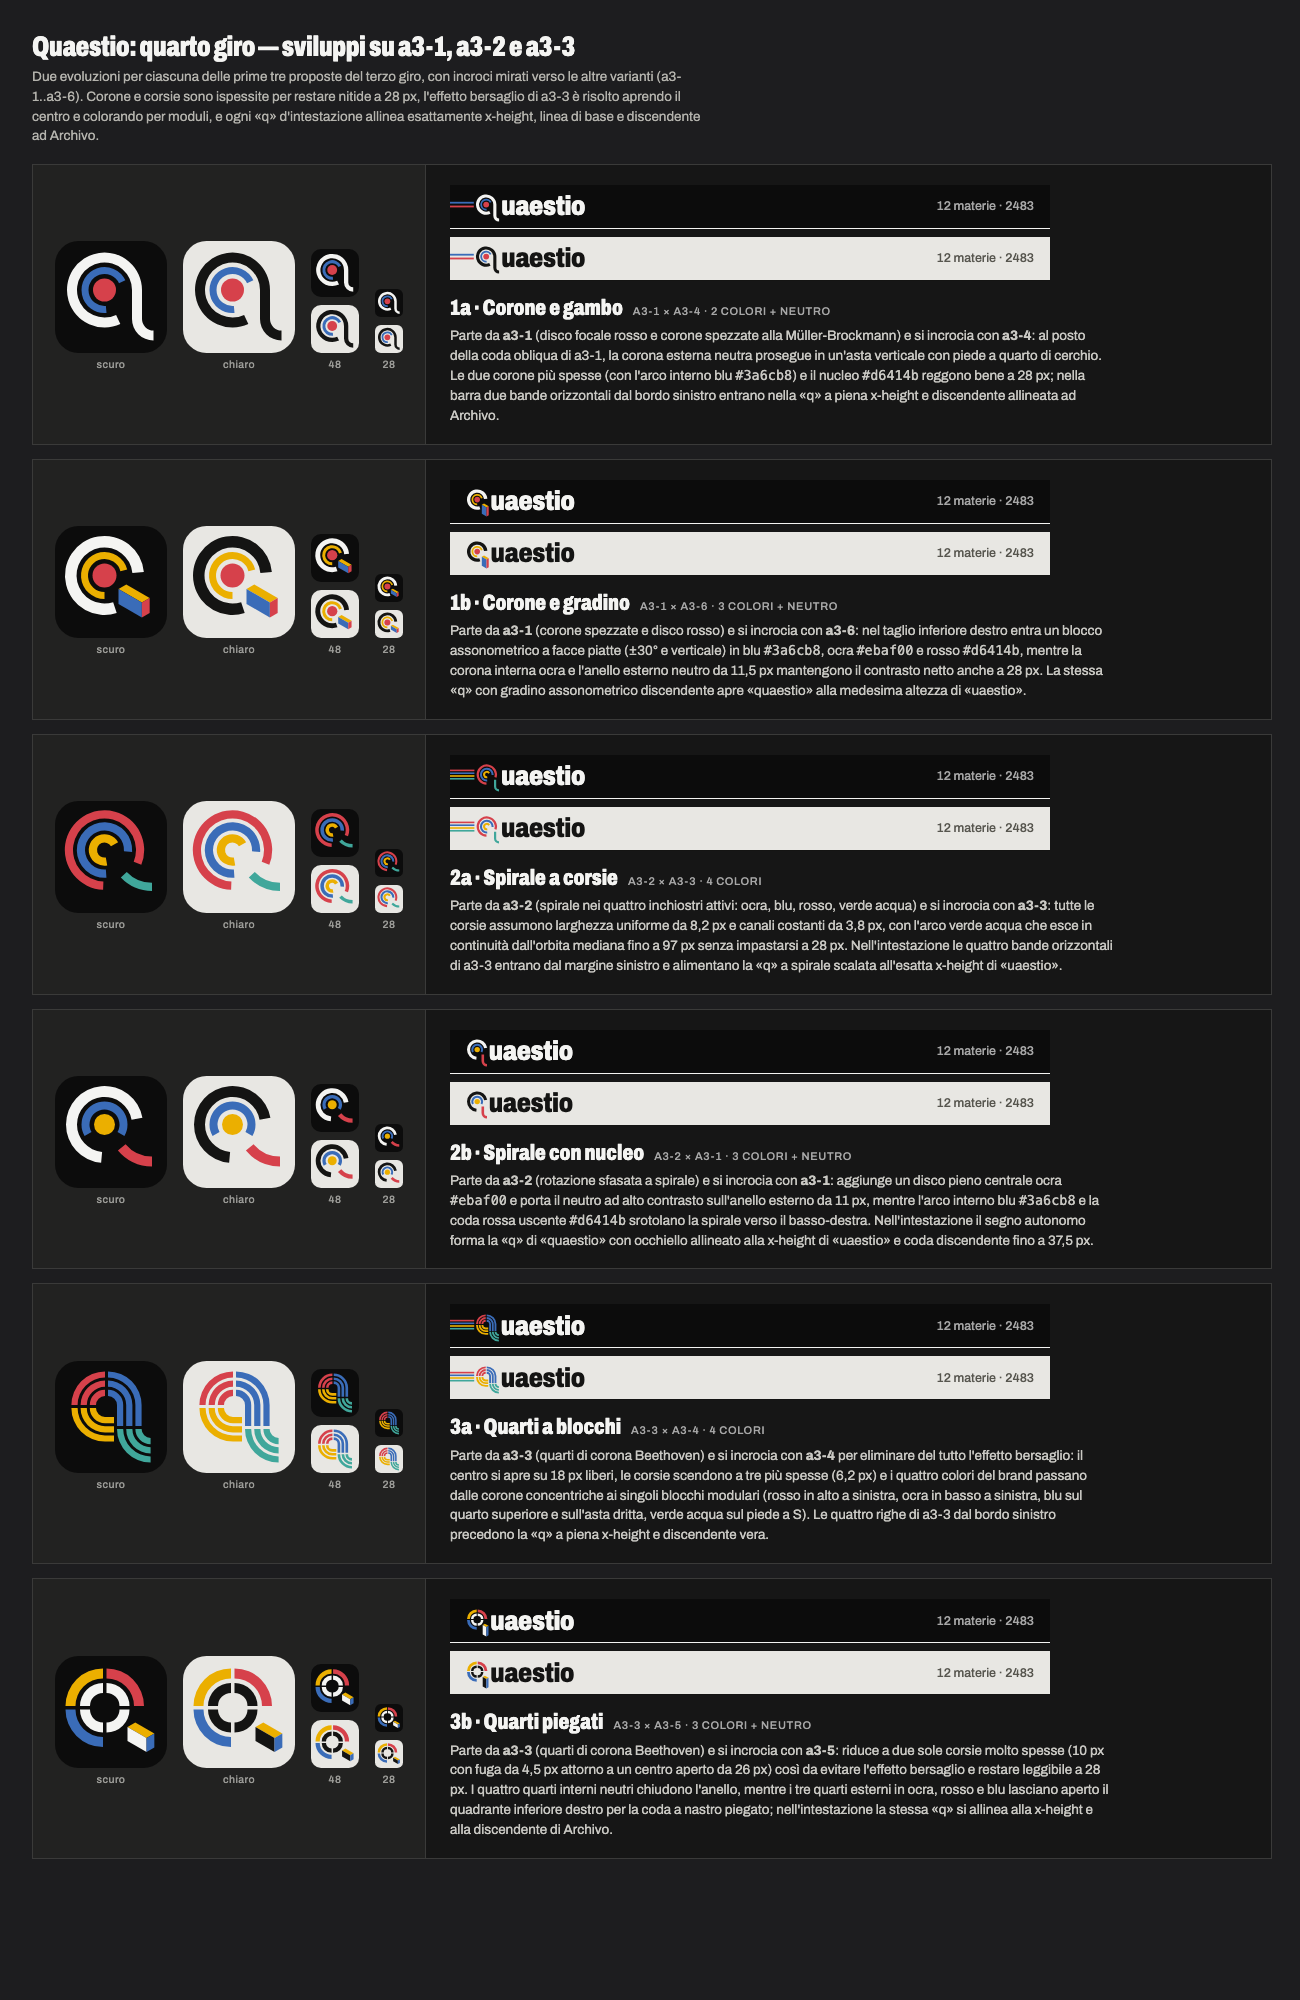 Quaestio: quarto giro — sviluppi su a3-1, a3-2 e a3-3
Due evoluzioni per ciascuna delle prime tre proposte del terzo giro, con incroci mirati verso le altre varianti (a3-
1..a3-6). Corone e corsie sono ispessite per restare nitide a 28 px, l'effetto bersaglio di a3-3 è risolto aprendo il
centro e colorando per moduli, e ogni «q» d'intestazione allinea esattamente x-height, linea di base e discendente
ad Archivo.
scuro
chiaro
48
28
uaestio
12 materie · 2483
uaestio
12 materie · 2483
1a · Corone e gambo A3-1 × A3-4 · 2 COLORI + NEUTRO
Parte da a3-1 (disco focale rosso e corone spezzate alla Müller-Brockmann) e si incrocia con a3-4: al posto
della coda obliqua di a3-1, la corona esterna neutra prosegue in un'asta verticale con piede a quarto di cerchio.
Le due corone più spesse (con l'arco interno blu #3a6cb8) e il nucleo #d6414b reggono bene a 28 px; nella
barra due bande orizzontali dal bordo sinistro entrano nella «q» a piena x-height e discendente allineata ad
Archivo.
scuro
chiaro
48
28
uaestio
12 materie · 2483
uaestio
12 materie · 2483
1b · Corone e gradino A3-1 × A3-6 · 3 COLORI + NEUTRO
Parte da a3-1 (corone spezzate e disco rosso) e si incrocia con a3-6: nel taglio inferiore destro entra un blocco
assonometrico a facce piatte (±30° e verticale) in blu #3a6cb8, ocra #ebaf00 e rosso #d6414b, mentre la
corona interna ocra e l'anello esterno neutro da 11,5 px mantengono il contrasto netto anche a 28 px. La stessa
«q» con gradino assonometrico discendente apre «quaestio» alla medesima altezza di «uaestio».
scuro
chiaro
48
28
uaestio
12 materie · 2483
uaestio
12 materie · 2483
2a · Spirale a corsie A3-2 × A3-3 · 4 COLORI
Parte da a3-2 (spirale nei quattro inchiostri attivi: ocra, blu, rosso, verde acqua) e si incrocia con a3-3: tutte le
corsie assumono larghezza uniforme da 8,2 px e canali costanti da 3,8 px, con l'arco verde acqua che esce in
continuità dall'orbita mediana fino a 97 px senza impastarsi a 28 px. Nell'intestazione le quattro bande orizzontali
di a3-3 entrano dal margine sinistro e alimentano la «q» a spirale scalata all'esatta x-height di «uaestio».
scuro
chiaro
48
28
uaestio
12 materie · 2483
uaestio
12 materie · 2483
2b · Spirale con nucleo A3-2 × A3-1 · 3 COLORI + NEUTRO
Parte da a3-2 (rotazione sfasata a spirale) e si incrocia con a3-1: aggiunge un disco pieno centrale ocra
#ebaf00 e porta il neutro ad alto contrasto sull'anello esterno da 11 px, mentre l'arco interno blu #3a6cb8 e la
coda rossa uscente #d6414b srotolano la spirale verso il basso-destra. Nell'intestazione il segno autonomo
forma la «q» di «quaestio» con occhiello allineato alla x-height di «uaestio» e coda discendente fino a 37,5 px.
scuro
chiaro
48
28
uaestio
12 materie · 2483
uaestio
12 materie · 2483
3a · Quarti a blocchi A3-3 × A3-4 · 4 COLORI
Parte da a3-3 (quarti di corona Beethoven) e si incrocia con a3-4 per eliminare del tutto l'effetto bersaglio: il
centro si apre su 18 px liberi, le corsie scendono a tre più spesse (6,2 px) e i quattro colori del brand passano
dalle corone concentriche ai singoli blocchi modulari (rosso in alto a sinistra, ocra in basso a sinistra, blu sul
quarto superiore e sull'asta dritta, verde acqua sul piede a S). Le quattro righe di a3-3 dal bordo sinistro
precedono la «q» a piena x-height e discendente vera.
scuro
chiaro
48
28
uaestio
12 materie · 2483
uaestio
12 materie · 2483
3b · Quarti piegati A3-3 × A3-5 · 3 COLORI + NEUTRO
Parte da a3-3 (quarti di corona Beethoven) e si incrocia con a3-5: riduce a due sole corsie molto spesse (10 px
con fuga da 4,5 px attorno a un centro aperto da 26 px) così da evitare l'effetto bersaglio e restare leggibile a 28
px. I quattro quarti interni neutri chiudono l'anello, mentre i tre quarti esterni in ocra, rosso e blu lasciano aperto il
quadrante inferiore destro per la coda a nastro piegato; nell'intestazione la stessa «q» si allinea alla x-height e
alla discendente di Archivo.
scuro
chiaro
48
28